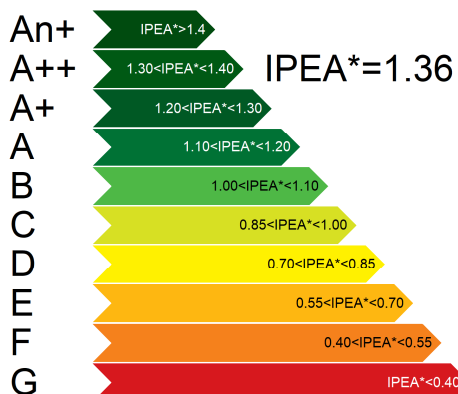 An+ IPEA*>1.4
A++ 1.30<IPEA*<1.40 IPEA*=1.36
A+ 1.20<IPEA*<1.30
A 1.10<IPEA*<1.20
B 1.00<IPEA*<1.10
C 0.85<IPEA*<1.00
D 0.70<IPEA*<0.85
E 0.55<IPEA*<0.70
F 0.40<IPEA*<0.55
G IPEA*<0.40